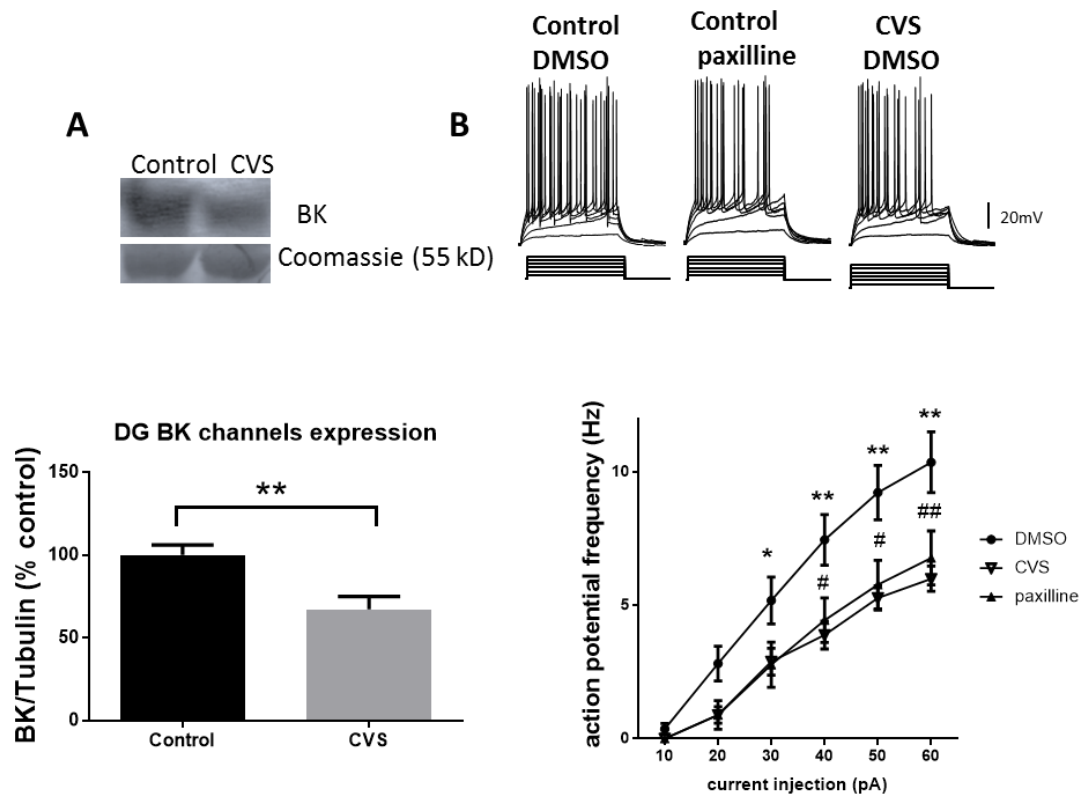 A
Control CVS
BK
Coomassie (55 kD)
B
Control
DMSO
Control
paxilline
CVS
DMSO
20mV
DG BK channels expression
BK/Tubulin (% control)
150
100
50
0
**
Control
CVS
action potential frequency (Hz)
10
5
0
*
**
**
**
#
#
##
10 20 30 40 50 60
current injection (pA)
DMSO
CVS
paxilline